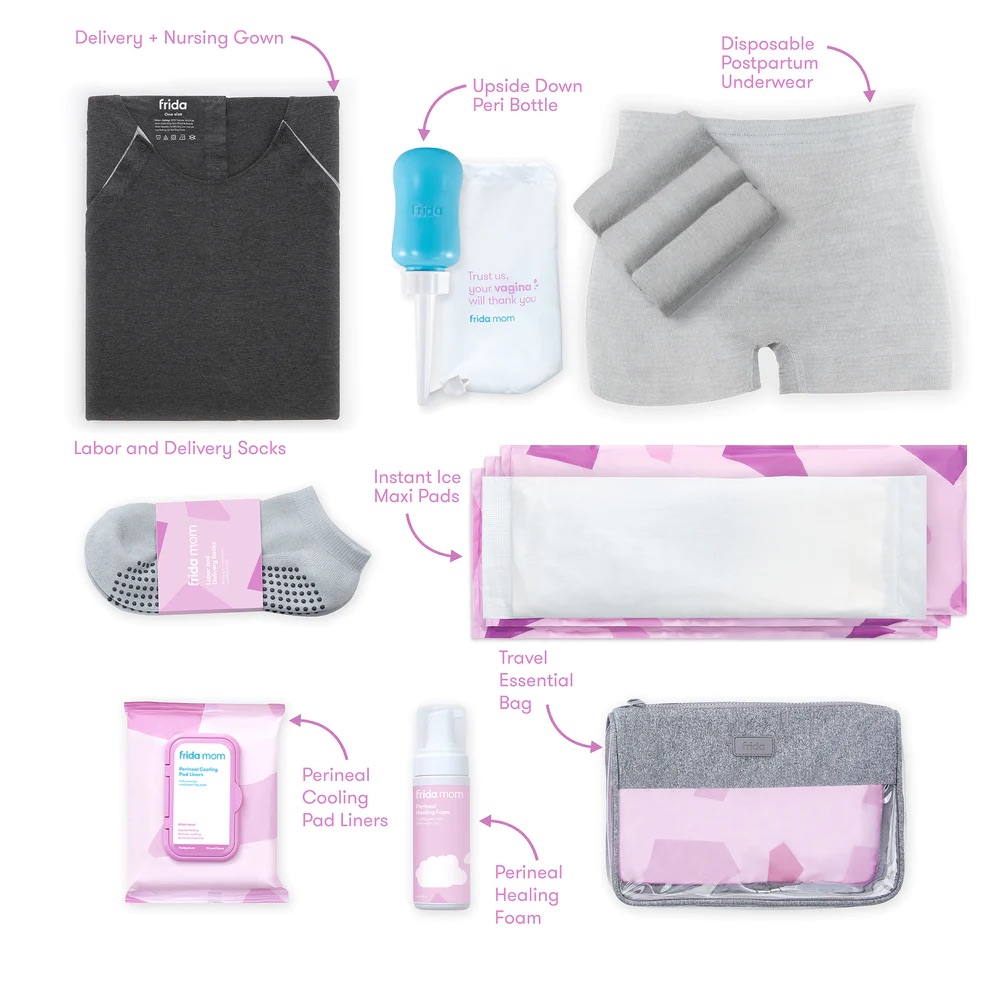 Delivery + Nursing Gown
frida
One size
Upside Down
Peri Bottle
Disposable
Postpartum
Underwear
frida
Trust us,
your vagina
will thank you
frida mom
Labor and Delivery Socks
frida mom
Labor and
Delivery Socks
Instant Ice
Maxi Pads
Travel
Essential
Bag
frida mom
Perineal Cooling
Pad Liners
Perineal
Cooling
Pad Liners
frida mom
Perineal
Healing Foam
Perineal
Healing
Foam
frida